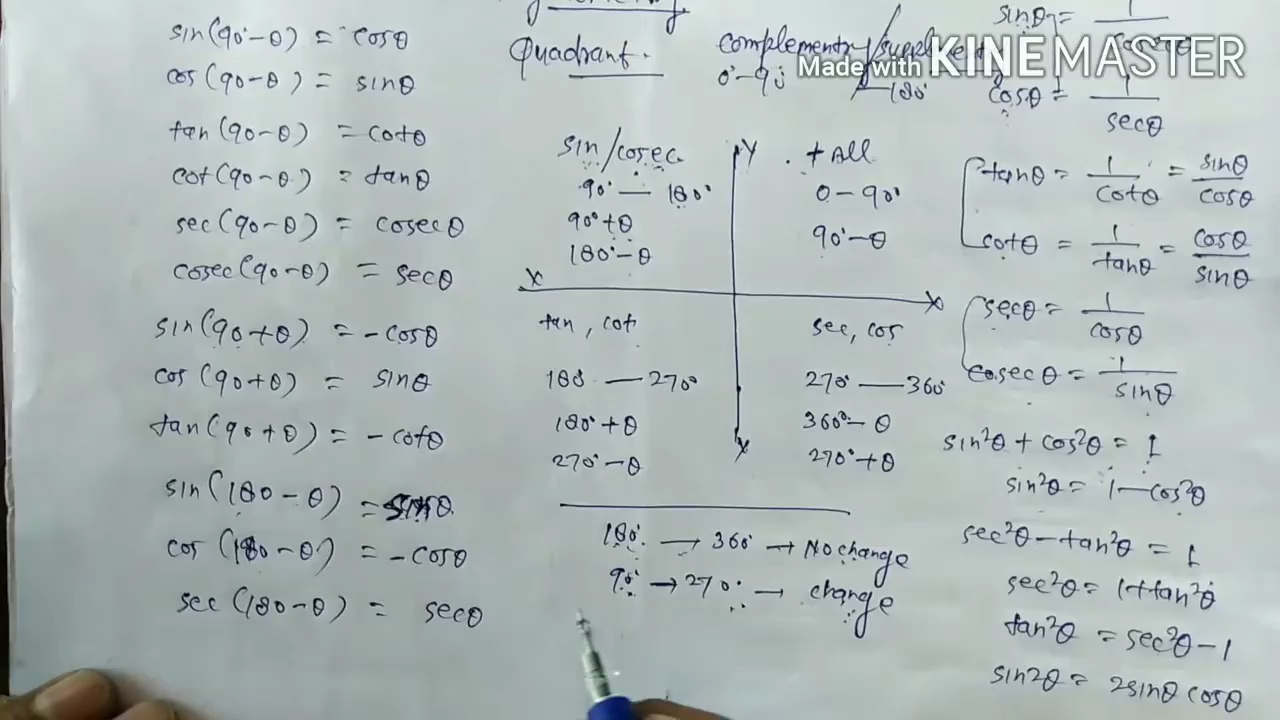 sin(90°-θ) = cosθ
cos(90-θ) = sinθ
tan(90-θ) = cotθ
cot(90-θ) = tanθ
sec(90-θ) = cosecθ
cosec(90-θ) = secθ
sin(90+θ) = -cosθ
cos(90+θ) = sinθ
tan(90+θ) = -cotθ
sin(180-θ) = sinθ
cos(180-θ) = -cosθ
sec(180-θ) = secθ
Quadrant.
complementry/
0°-90°
-180°
Made with KINEMASTER
sin/cosec
90° — 180°
90°+θ
180°-θ
Y
+ All
0-90°
90°-θ
X
X
tan, cot
180 — 270°
180°+θ
270°-θ
sec, cos
270° — 360°
360°-θ
270°+θ
Y
180° → 360° → No change
90° → 270° → change
sinθ = 1/cosecθ
cosθ = 1/secθ
tanθ = 1/cotθ = sinθ/cosθ
cotθ = 1/tanθ = cosθ/sinθ
secθ = 1/cosθ
cosecθ = 1/sinθ
sin²θ + cos²θ = 1
sin²θ = 1-cos²θ
sec²θ-tan²θ = 1
sec²θ = 1+tan²θ
tan²θ = sec²θ-1
sin2θ = 2sinθ cosθ